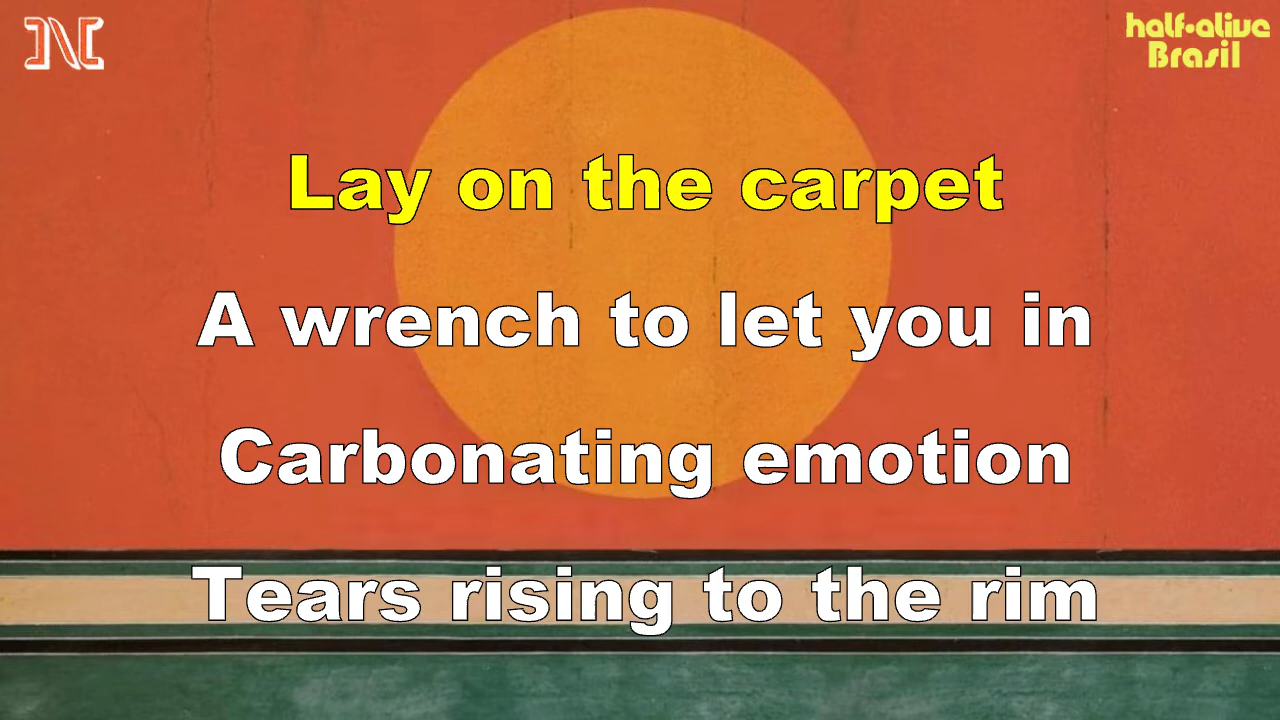 half•alive
Brasil
Lay on the carpet
A wrench to let you in
Carbonating emotion
Tears rising to the rim